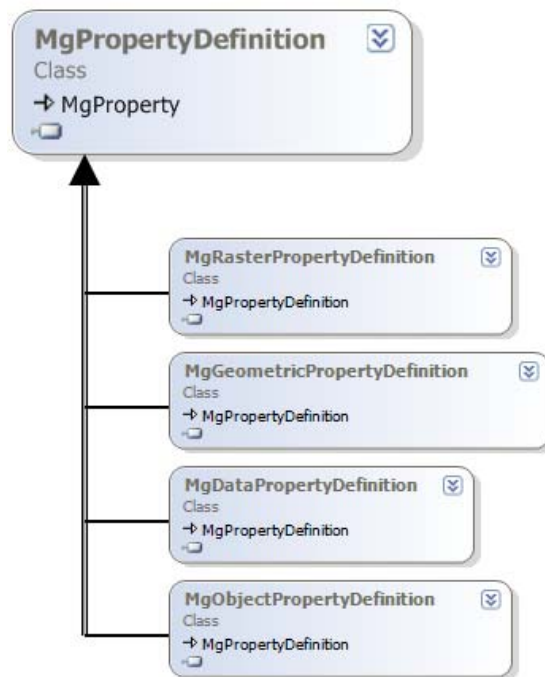 MgPropertyDefinition
Class
MgProperty
MgRasterPropertyDefinition
Class
MgPropertyDefinition
MgGeometricPropertyDefinition
Class
MgPropertyDefinition
MgDataPropertyDefinition
Class
MgPropertyDefinition
MgObjectPropertyDefinition
Class
MgPropertyDefinition